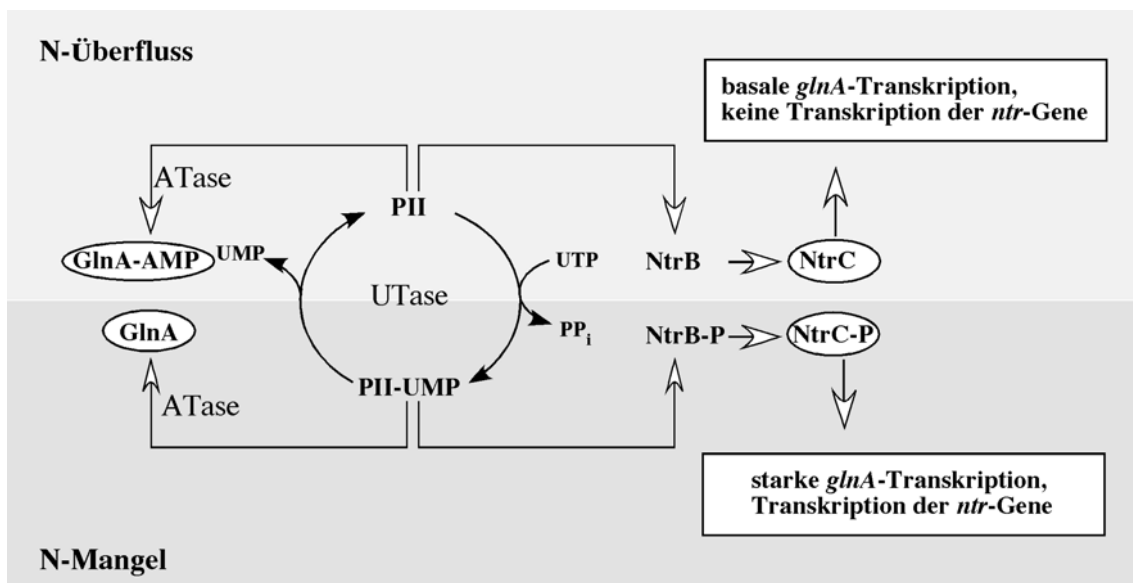 N-Überfluss
basale glnA-Transkription,
keine Transkription der ntr-Gene
ATase
PII
GlnA-AMP
UMP
UTP
NtrB
NtrC
UTase
GlnA
PPi
NtrB-P
NtrC-P
PII-UMP
ATase
starke glnA-Transkription,
Transkription der ntr-Gene
N-Mangel